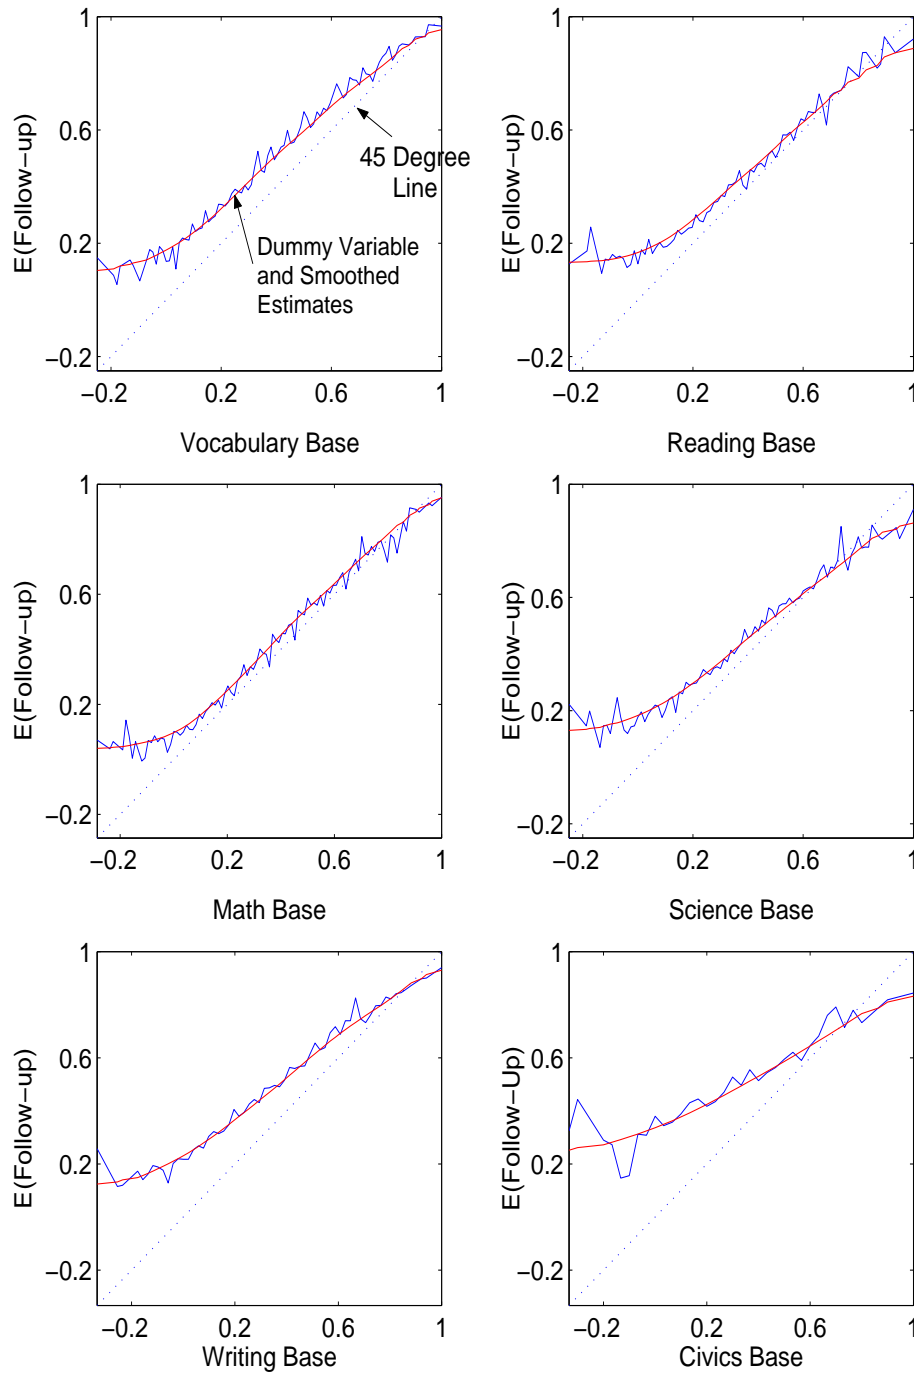 1
0.6
0.2
−0.2
E(Follow−up)
45 Degree
Line
Dummy Variable
and Smoothed
Estimates
−0.2
0.2
0.6
1
Vocabulary Base
1
0.6
0.2
−0.2
E(Follow−up)
−0.2
0.2
0.6
1
Reading Base
1
0.6
0.2
−0.2
E(Follow−up)
−0.2
0.2
0.6
1
Math Base
1
0.6
0.2
−0.2
E(Follow−up)
−0.2
0.2
0.6
1
Science Base
1
0.6
0.2
−0.2
E(Follow−up)
−0.2
0.2
0.6
1
Writing Base
1
0.6
0.2
−0.2
E(Follow−Up)
−0.2
0.2
0.6
1
Civics Base